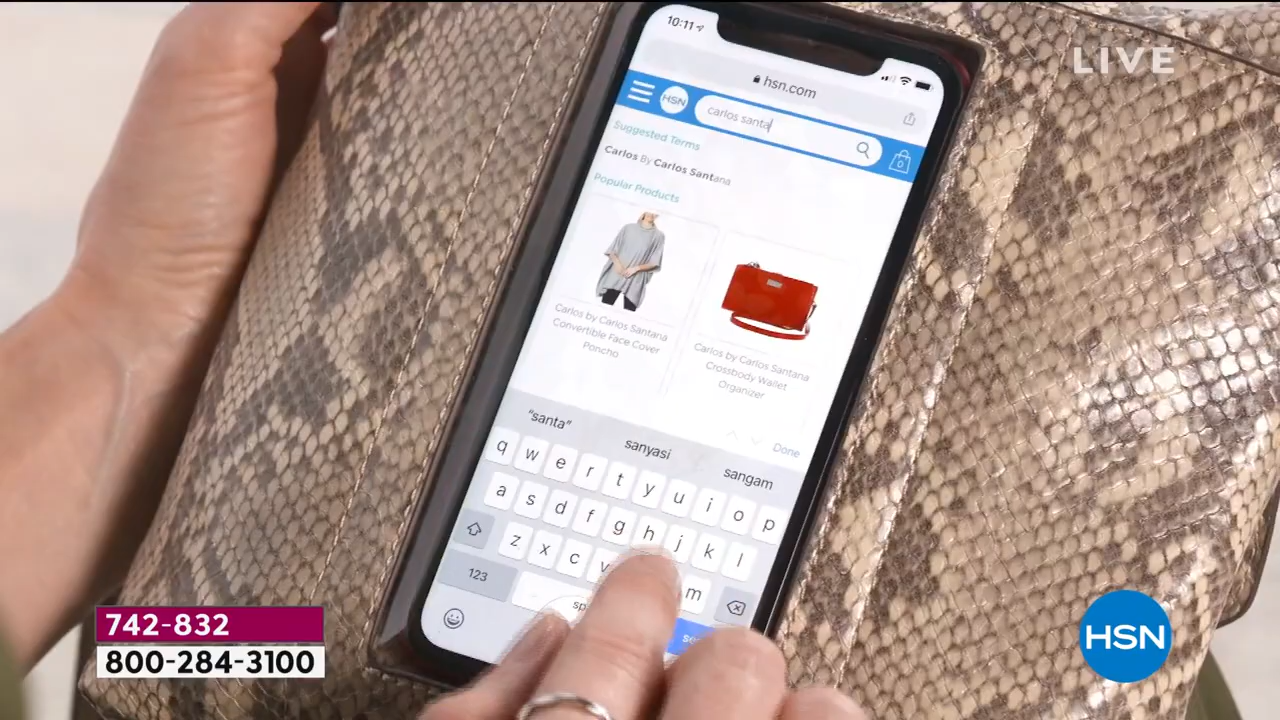 10:11
LIVE
hsn.com
HSN
carlos santa
Suggested Terms
0
Carlos By Carlos Santana
Popular Products
Carlos by Carlos Santana
Convertible Face Cover
Poncho
Carlos by Carlos Santana
Crossbody Wallet
Organizer
Done
"santa"
sanyasi
sangam
q w e r t y u i o p
a s d f g h j k l
z x c v m
123
742-832
800-284-3100
HSN